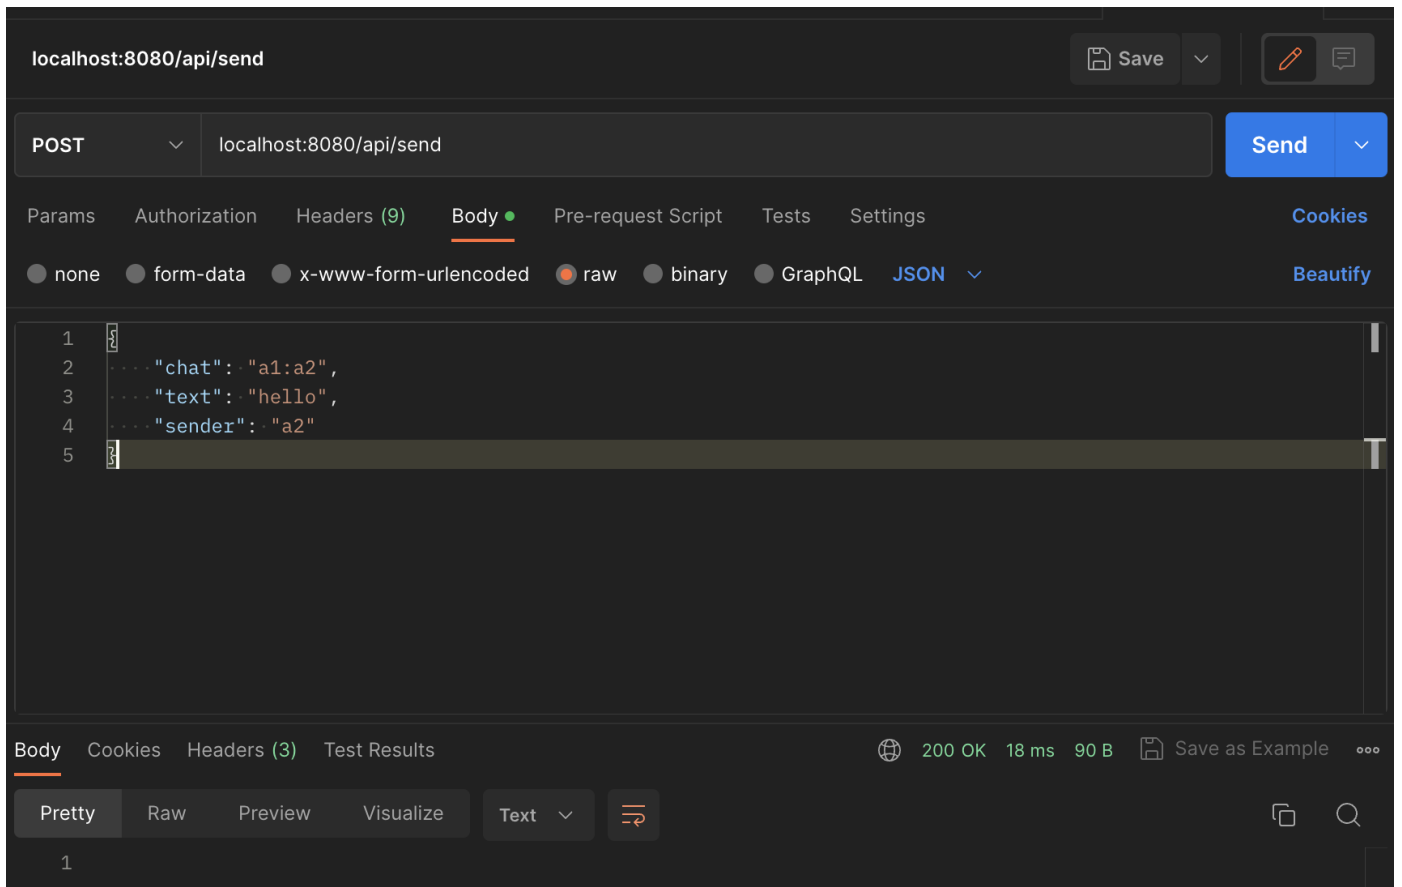 localhost:8080/api/send
Save
POST
localhost:8080/api/send
Send
Params Authorization Headers (9) Body Pre-request Script Tests Settings Cookies
none form-data x-www-form-urlencoded raw binary GraphQL JSON Beautify
1 {
2 "chat": "a1:a2",
3 "text": "hello",
4 "sender": "a2"
5 }
Body Cookies Headers (3) Test Results 200 OK 18 ms 90 B Save as Example
Pretty Raw Preview Visualize Text
1